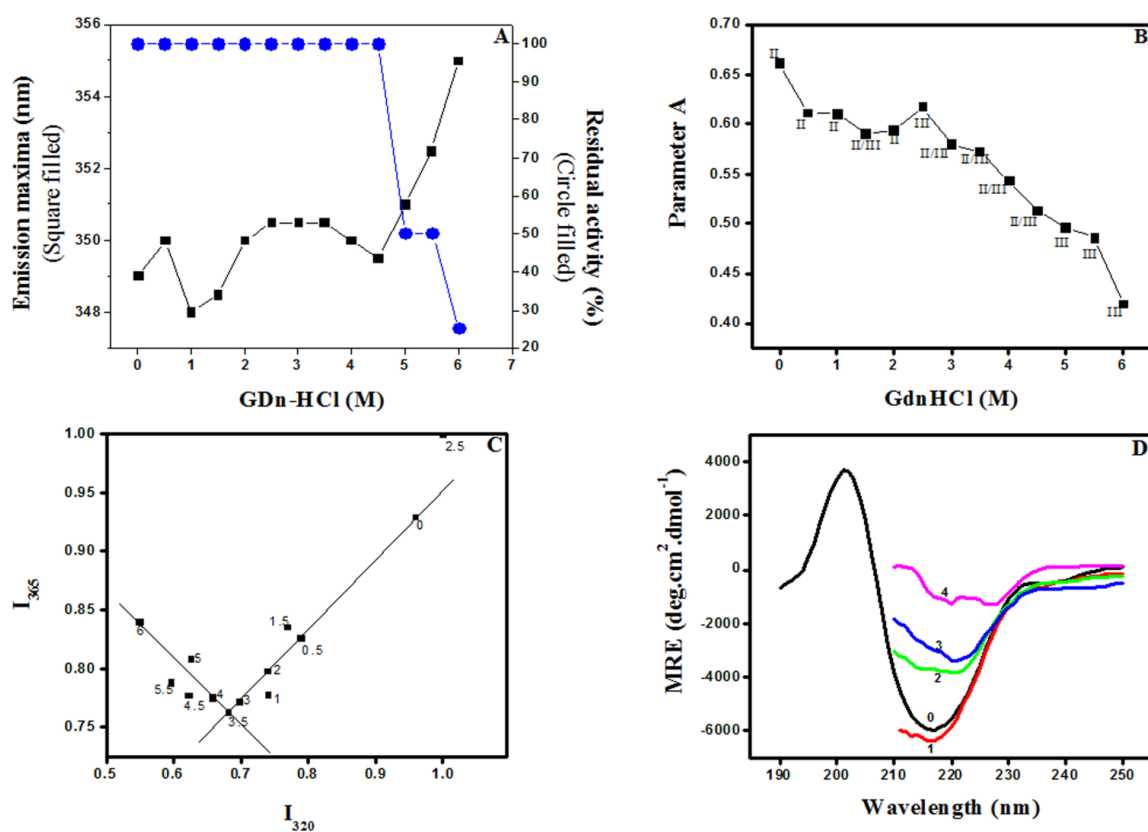 A
356
354
352
350
348
100
90
80
70
60
50
40
30
20
0 1 2 3 4 5 6 7
Emission maxima (nm)
(Square filled)
Residual activity (%)
(Circle filled)
GDn-HCl (M)
B
0.70
0.65
0.60
0.55
0.50
0.45
0.40
II
II
II
II/III
II
III
II/III
II/III
II/III
II/III
III
III
III
0 1 2 3 4 5 6
Parameter A
GdnHCl (M)
C
1.00
0.95
0.90
0.85
0.80
0.75
2.5
0
1.5
0.5
6
5
2
5.5
4.5
4
3
1
3.5
0.5 0.6 0.7 0.8 0.9 1.0
I365
I320
D
4000
2000
0
-2000
-4000
-6000
4
3
2
0
1
190 200 210 220 230 240 250
MRE (deg.cm².dmol⁻¹)
Wavelength (nm)